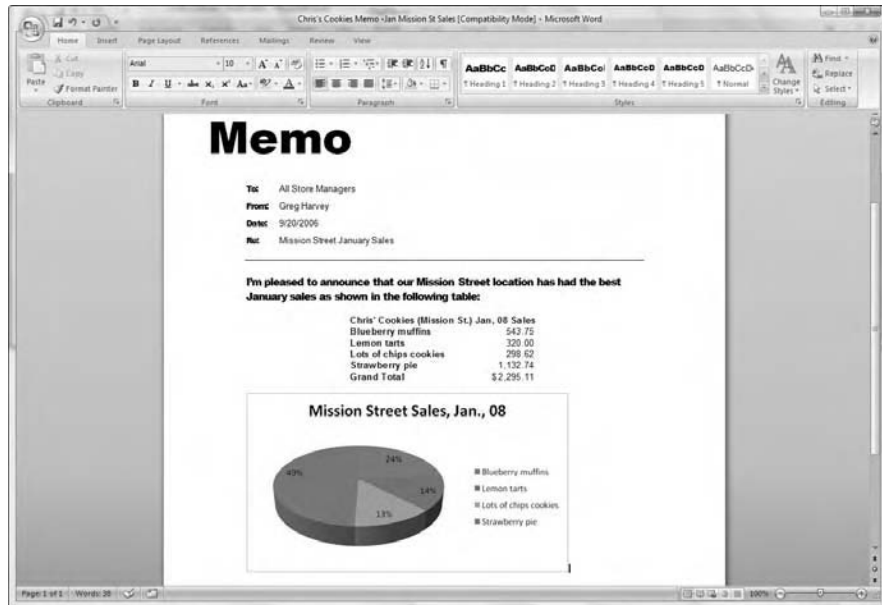 Chris's Cookies Memo -Jan Mission St Sales [Compatibility Mode] - Microsoft Word
Home Insert Page Layout References Mailings Review View
Cut
Copy
Paste
Format Painter
Clipboard
Arial 10
Font
Paragraph
AaBbCc AaBbCcD AaBbCcI AaBbCcD AaBbCcD AaBbCcD
¶ Heading 1 ¶ Heading 2 ¶ Heading 3 ¶ Heading 4 ¶ Heading 5 ¶ Normal
Change Styles
Styles
Find
Replace
Select
Editing
Memo
To: All Store Managers
From: Greg Harvey
Date: 9/20/2006
Re: Mission Street January Sales
I'm pleased to announce that our Mission Street location has had the best
January sales as shown in the following table:
Chris' Cookies (Mission St.) Jan, 08 Sales
Blueberry muffins 543.75
Lemon tarts 320.00
Lots of chips cookies 298.62
Strawberry pie 1,132.74
Grand Total $2,295.11
Mission Street Sales, Jan., 08
24%
49%
14%
13%
Blueberry muffins
Lemon tarts
Lots of chips cookies
Strawberry pie
Page: 1 of 1 Words: 38 100%